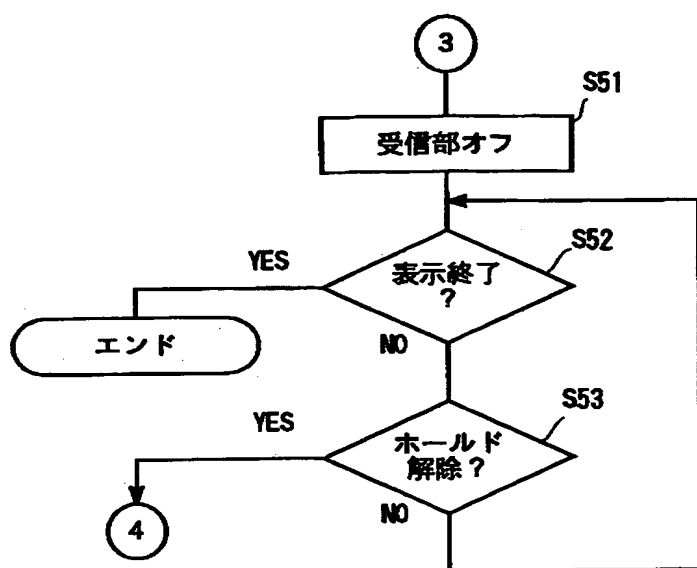 3
S51
受信部オフ
S52
YES
表示終了
?
エンド
NO
S53
YES
ホールド
解除?
NO
4